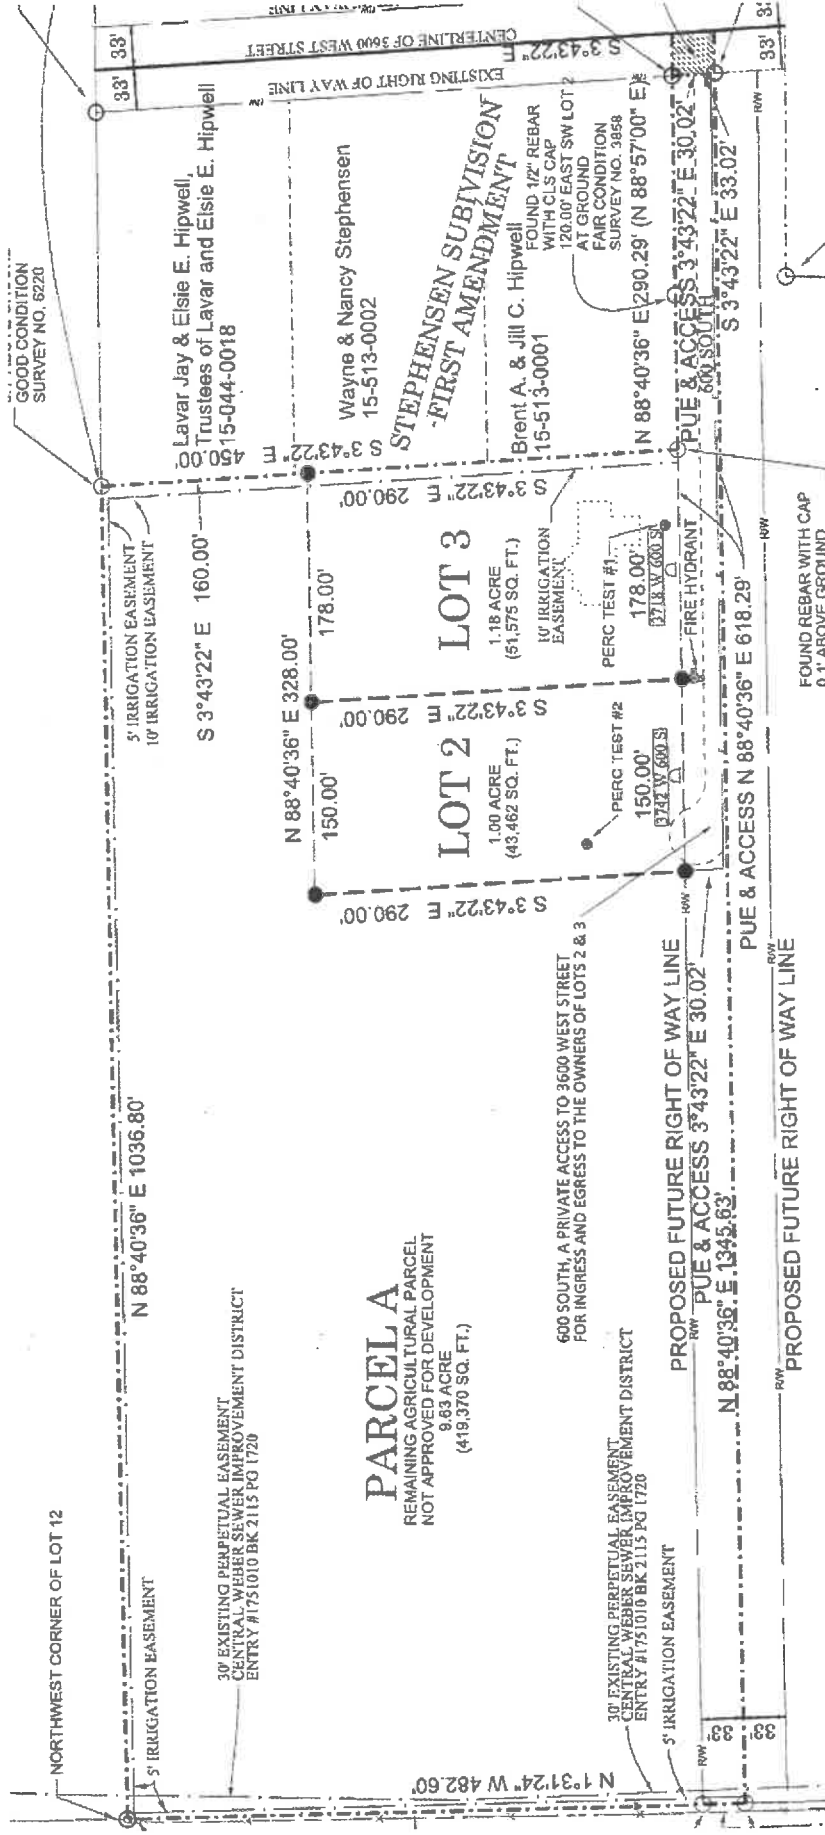 33'
33'
WAY LINE
CENTERLINE OF 3600 WEST STREET
S 3°43'22" E
EXISTING RIGHT OF WAY LINE
R/W
33'
33'
GOOD CONDITION
SURVEY NO. 6220
Lavar Jay & Elsie E. Hipwell,
Trustees of Lavar and Elsie E. Hipwell
15-044-0018
Wayne & Nancy Stephensen
15-513-0002
STEPHENSEN SUBIVISION
-FIRST AMENDMENT
Brent A. & Jill C. Hipwell
15-513-0001
FOUND 1/2" REBAR
WITH CLS CAP
120.00' EAST SW LOT 2
AT GROUND
FAIR CONDITION
SURVEY NO. 3858
N 88°40'36" E 290.29' (N 88°57'00" E)
PUE & ACCESS 3°43'22" E 30.02'
600 SOUTH
S 3°43'22" E 33.02'
S 3°43'22" E 450.00'
5' IRRIGATION EASEMENT
10' IRRIGATION EASEMENT
S 3°43'22" E 160.00'
N 88°40'36" E 328.00'
178.00'
150.00'
S 3°43'22" E 290.00'
LOT 3
1.18 ACRE
(51,575 SQ. FT.)
10' IRRIGATION
EASEMENT
PERC TEST #1
178.00'
3718 W 600 S
FIRE HYDRANT
S 3°43'22" E 290.00'
LOT 2
1.00 ACRE
(43,462 SQ. FT.)
PERC TEST #2
150.00'
3742 W 600 S
S 3°43'22" E 290.00'
PUE & ACCESS N 88°40'36" E 618.29'
R/W
R/W
FOUND REBAR WITH CAP
0.1' ABOVE GROUND
600 SOUTH, A PRIVATE ACCESS TO 3600 WEST STREET
FOR INGRESS AND EGRESS TO THE OWNERS OF LOTS 2 & 3
R/W
R/W
PROPOSED FUTURE RIGHT OF WAY LINE
PUE & ACCESS 3°43'22" E 30.02'
N 88°40'36" E 1345.63'
PROPOSED FUTURE RIGHT OF WAY LINE
R/W
R/W
N 88°40'36" E 1036.80'
PARCEL A
REMAINING AGRICULTURAL PARCEL
NOT APPROVED FOR DEVELOPMENT
9.63 ACRE
(419,370 SQ. FT.)
NORTHWEST CORNER OF LOT 12
5' IRRIGATION EASEMENT
30' EXISTING PERPETUAL EASEMENT
CENTRAL WEBER SEWER IMPROVEMENT DISTRICT
ENTRY #1751010 BK 2115 PG 1720
30' EXISTING PERPETUAL EASEMENT
CENTRAL WEBER SEWER IMPROVEMENT DISTRICT
ENTRY #1751010 BK 2115 PG 1720
5' IRRIGATION EASEMENT
N 1°31'24" W 482.60'
R/W
33'
33'